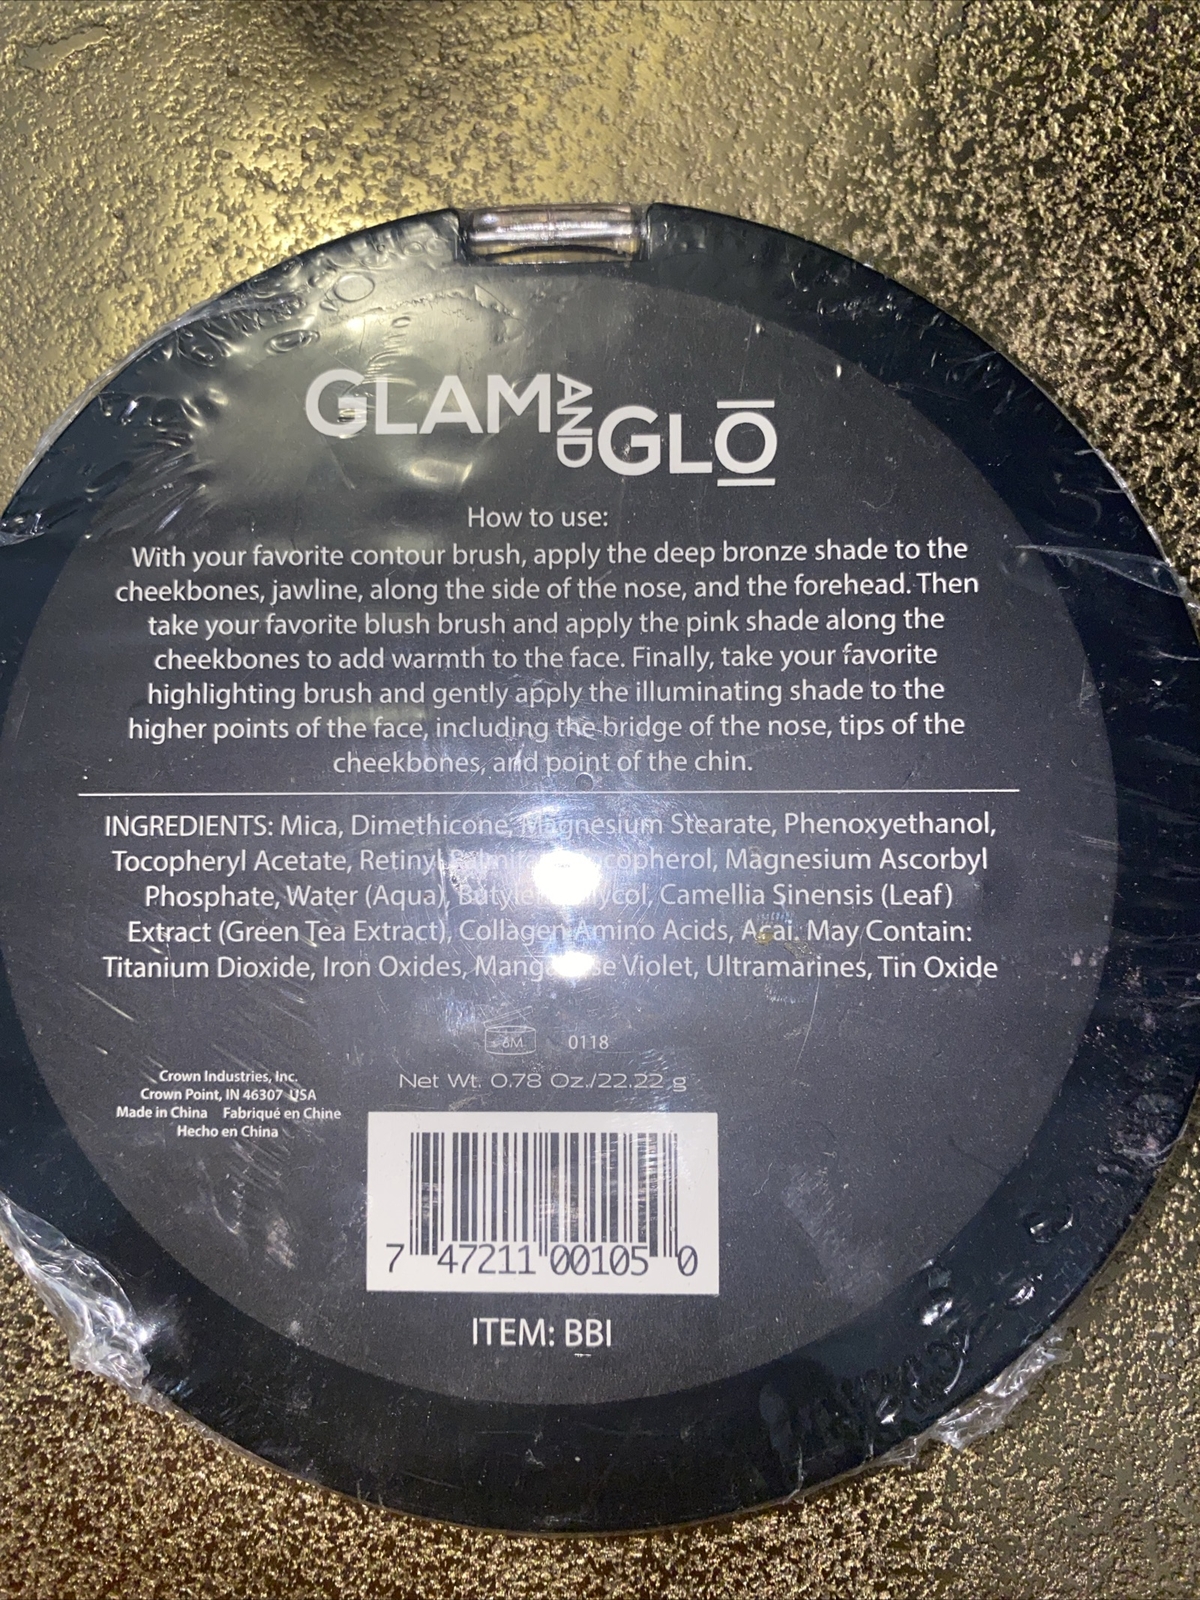 GLAM AND GLO
How to use:
With your favorite contour brush, apply the deep bronze shade to the
cheekbones, jawline, along the side of the nose, and the forehead. Then
take your favorite blush brush and apply the pink shade along the
cheekbones to add warmth to the face. Finally, take your favorite
highlighting brush and gently apply the illuminating shade to the
higher points of the face, including the bridge of the nose, tips of the
cheekbones, and point of the chin.
INGREDIENTS: Mica, Dimethicone, Magnesium Stearate, Phenoxyethanol,
Tocopheryl Acetate, Retinyl Tocopherol, Magnesium Ascorbyl
Phosphate, Water (Aqua), Camellia Sinensis (Leaf)
Extract (Green Tea Extract), Collagen Amino Acids, Acai. May Contain:
Titanium Dioxide, Iron Oxides, Manganese Violet, Ultramarines, Tin Oxide
6M 0118
Net Wt. 0.78 Oz./22.22 g
Crown Industries, Inc.
Crown Point, IN 46307 USA
Made in China Fabriqué en Chine
Hecho en China
7 47211 00105 0
ITEM: BBI